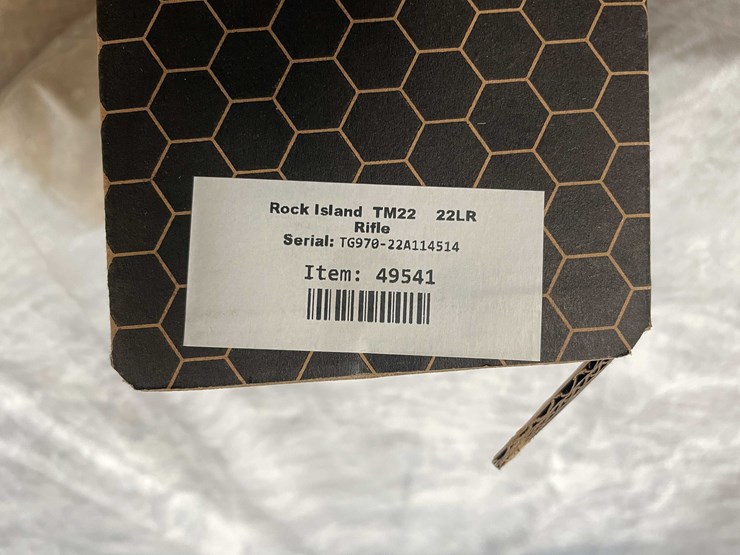 Rock Island TM22 22LR
Rifle
Serial: TG970-22A114514
Item: 49541